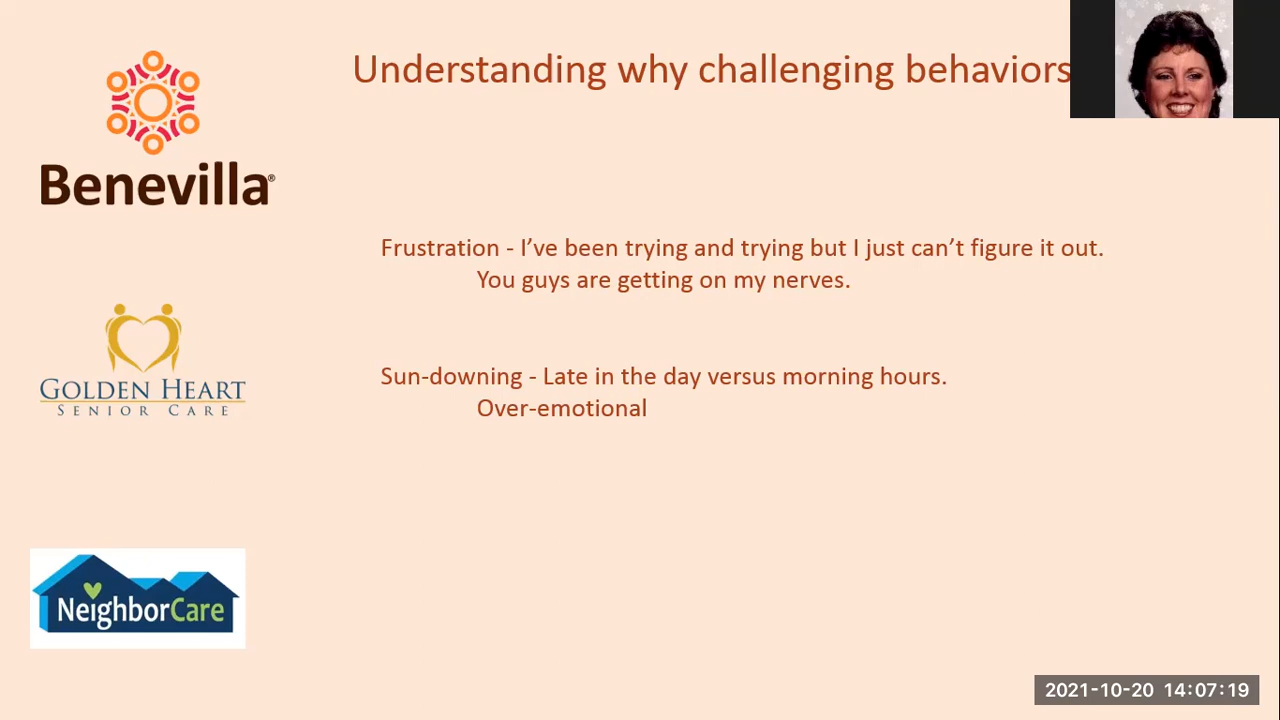 Understanding why challenging behaviors
Benevilla®
Frustration - I’ve been trying and trying but I just can’t figure it out.
You guys are getting on my nerves.
GOLDEN HEART
SENIOR CARE
Sun-downing - Late in the day versus morning hours.
Over-emotional
NeighborCare
2021-10-20 14:07:19